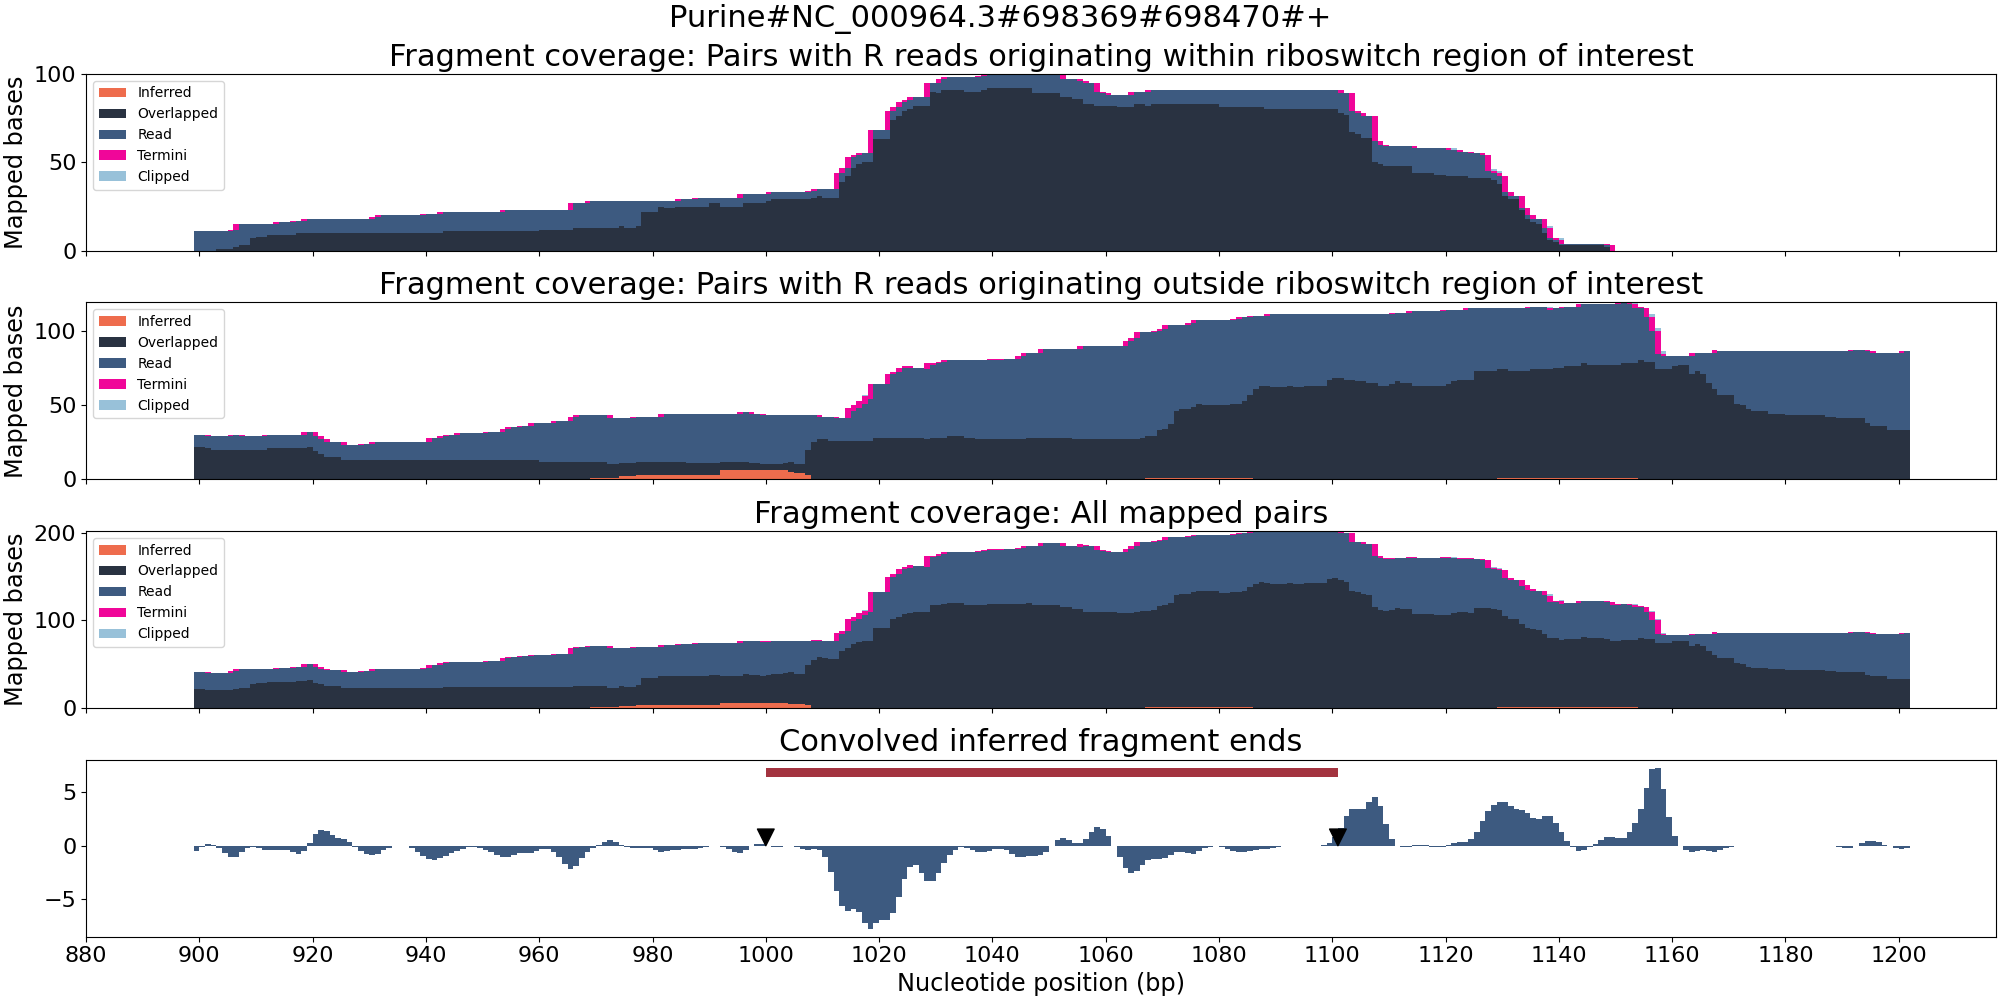 Purine#NC_000964.3#698369#698470#+
Fragment coverage: Pairs with R reads originating within riboswitch region of interest
Mapped bases
100
50
0
Inferred
Overlapped
Read
Termini
Clipped
Fragment coverage: Pairs with R reads originating outside riboswitch region of interest
Mapped bases
100
50
0
Inferred
Overlapped
Read
Termini
Clipped
Fragment coverage: All mapped pairs
Mapped bases
200
100
0
Inferred
Overlapped
Read
Termini
Clipped
Convolved inferred fragment ends
5
0
−5
880 900 920 940 960 980 1000 1020 1040 1060 1080 1100 1120 1140 1160 1180 1200
Nucleotide position (bp)